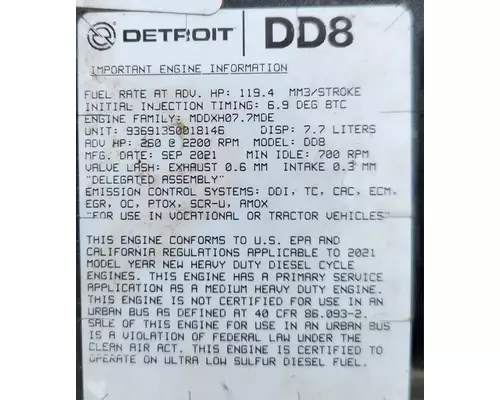 DETROIT DD8
IMPORTANT ENGINE INFORMATION
FUEL RATE AT ADV. HP: 119.4 MM3/STROKE
INITIAL INJECTION TIMING: 6.9 DEG BTC
ENGINE FAMILY: MDDXH07.7MDE
UNIT: 936913S0018146 DISP: 7.7 LITERS
ADV HP: 260 @ 2200 RPM MODEL: DD8
MFG. DATE: SEP 2021 MIN IDLE: 700 RPM
VALVE LASH: EXHAUST 0.6 MM INTAKE 0.3 MM
"DELEGATED ASSEMBLY"
EMISSION CONTROL SYSTEMS: DDI, TC, CAC, ECM,
EGR, OC, PTOX, SCR-U, AMOX
"FOR USE IN VOCATIONAL OR TRACTOR VEHICLES"
THIS ENGINE CONFORMS TO U.S. EPA AND
CALIFORNIA REGULATIONS APPLICABLE TO 2021
MODEL YEAR NEW HEAVY DUTY DIESEL CYCLE
ENGINES. THIS ENGINE HAS A PRIMARY SERVICE
APPLICATION AS A MEDIUM HEAVY DUTY ENGINE.
THIS ENGINE IS NOT CERTIFIED FOR USE IN AN
URBAN BUS AS DEFINED AT 40 CFR 86.093-2.
SALE OF THIS ENGINE FOR USE IN AN URBAN BUS
IS A VIOLATION OF FEDERAL LAW UNDER THE
CLEAN AIR ACT. THIS ENGINE IS CERTIFIED TO
OPERATE ON ULTRA LOW SULFUR DIESEL FUEL.